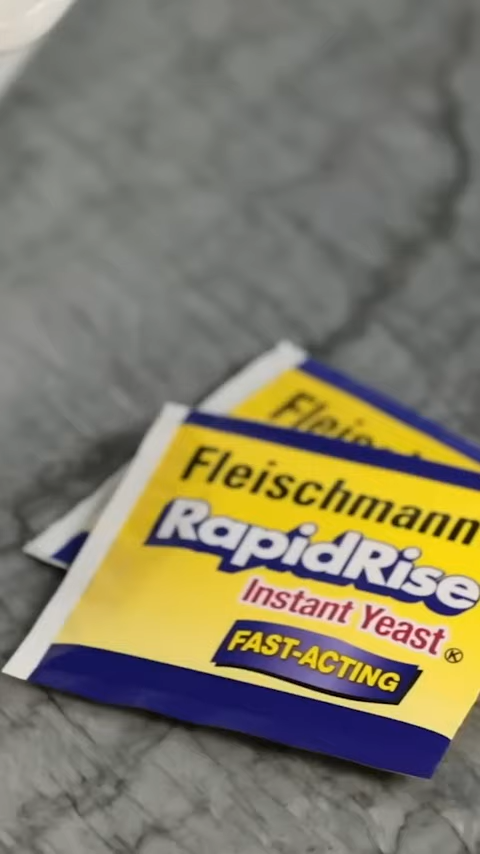 Fleischmann
RapidRise
Instant Yeast
FAST-ACTING
K